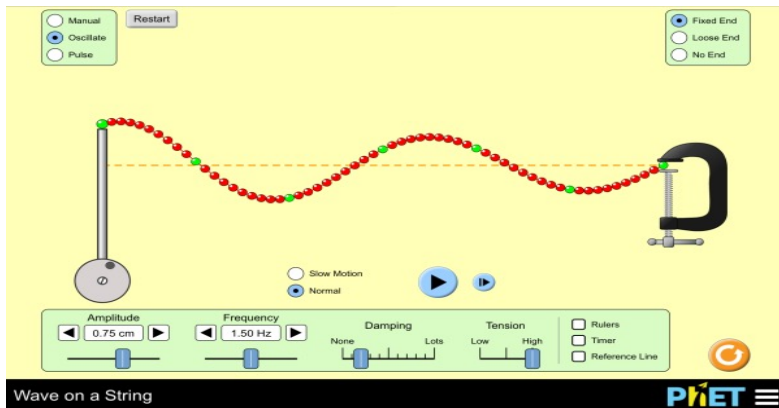 Manual
Oscillate
Pulse
Restart
Fixed End
Loose End
No End
Slow Motion
Normal
Amplitude
0.75 cm
Frequency
1.50 Hz
Damping
None
Lots
Tension
Low
High
Rulers
Timer
Reference Line
Wave on a String
PhET